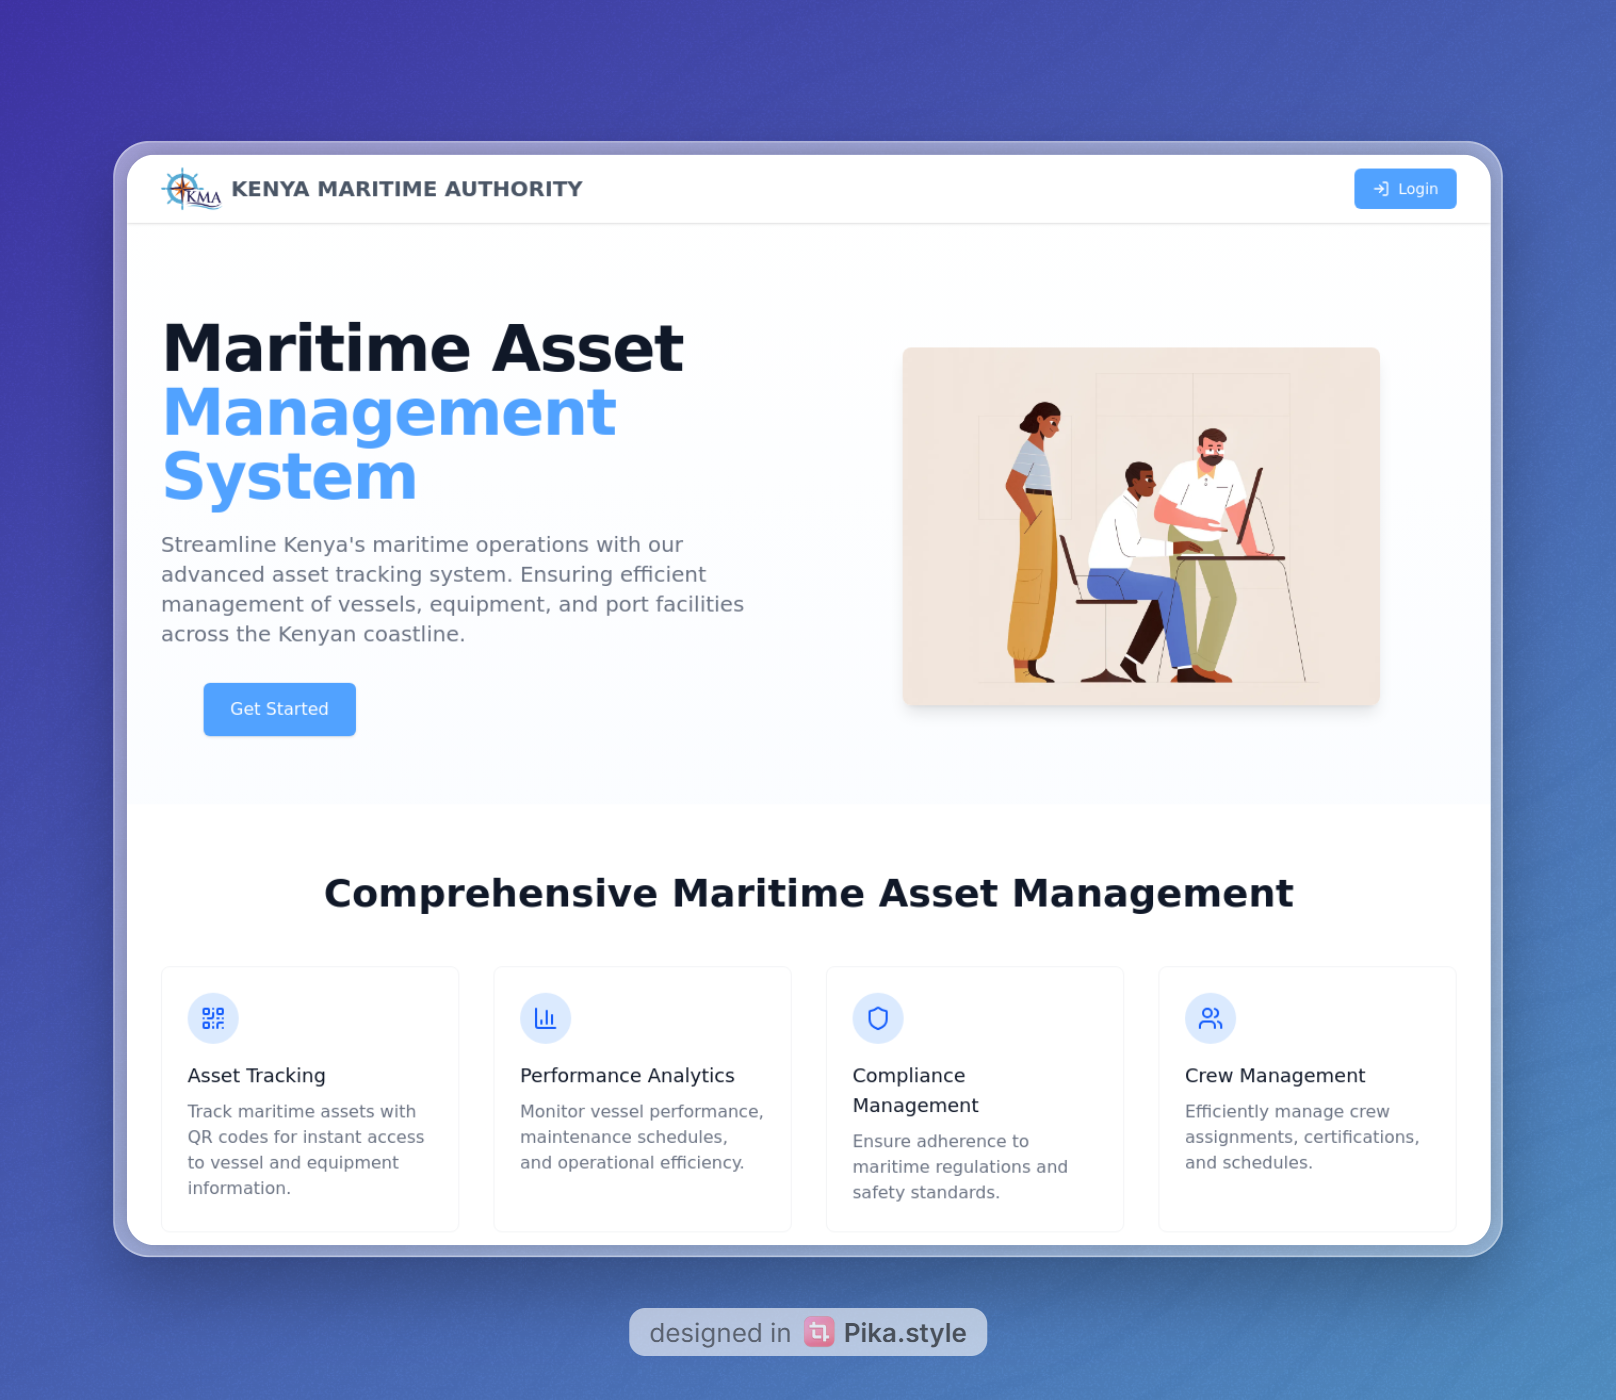 KMA
KENYA MARITIME AUTHORITY
Login
Maritime Asset
Management
System
Streamline Kenya's maritime operations with our
advanced asset tracking system. Ensuring efficient
management of vessels, equipment, and port facilities
across the Kenyan coastline.
Get Started
Comprehensive Maritime Asset Management
Asset Tracking
Track maritime assets with
QR codes for instant access
to vessel and equipment
information.
Performance Analytics
Monitor vessel performance,
maintenance schedules,
and operational efficiency.
Compliance
Management
Ensure adherence to
maritime regulations and
safety standards.
Crew Management
Efficiently manage crew
assignments, certifications,
and schedules.
designed in Pika.style